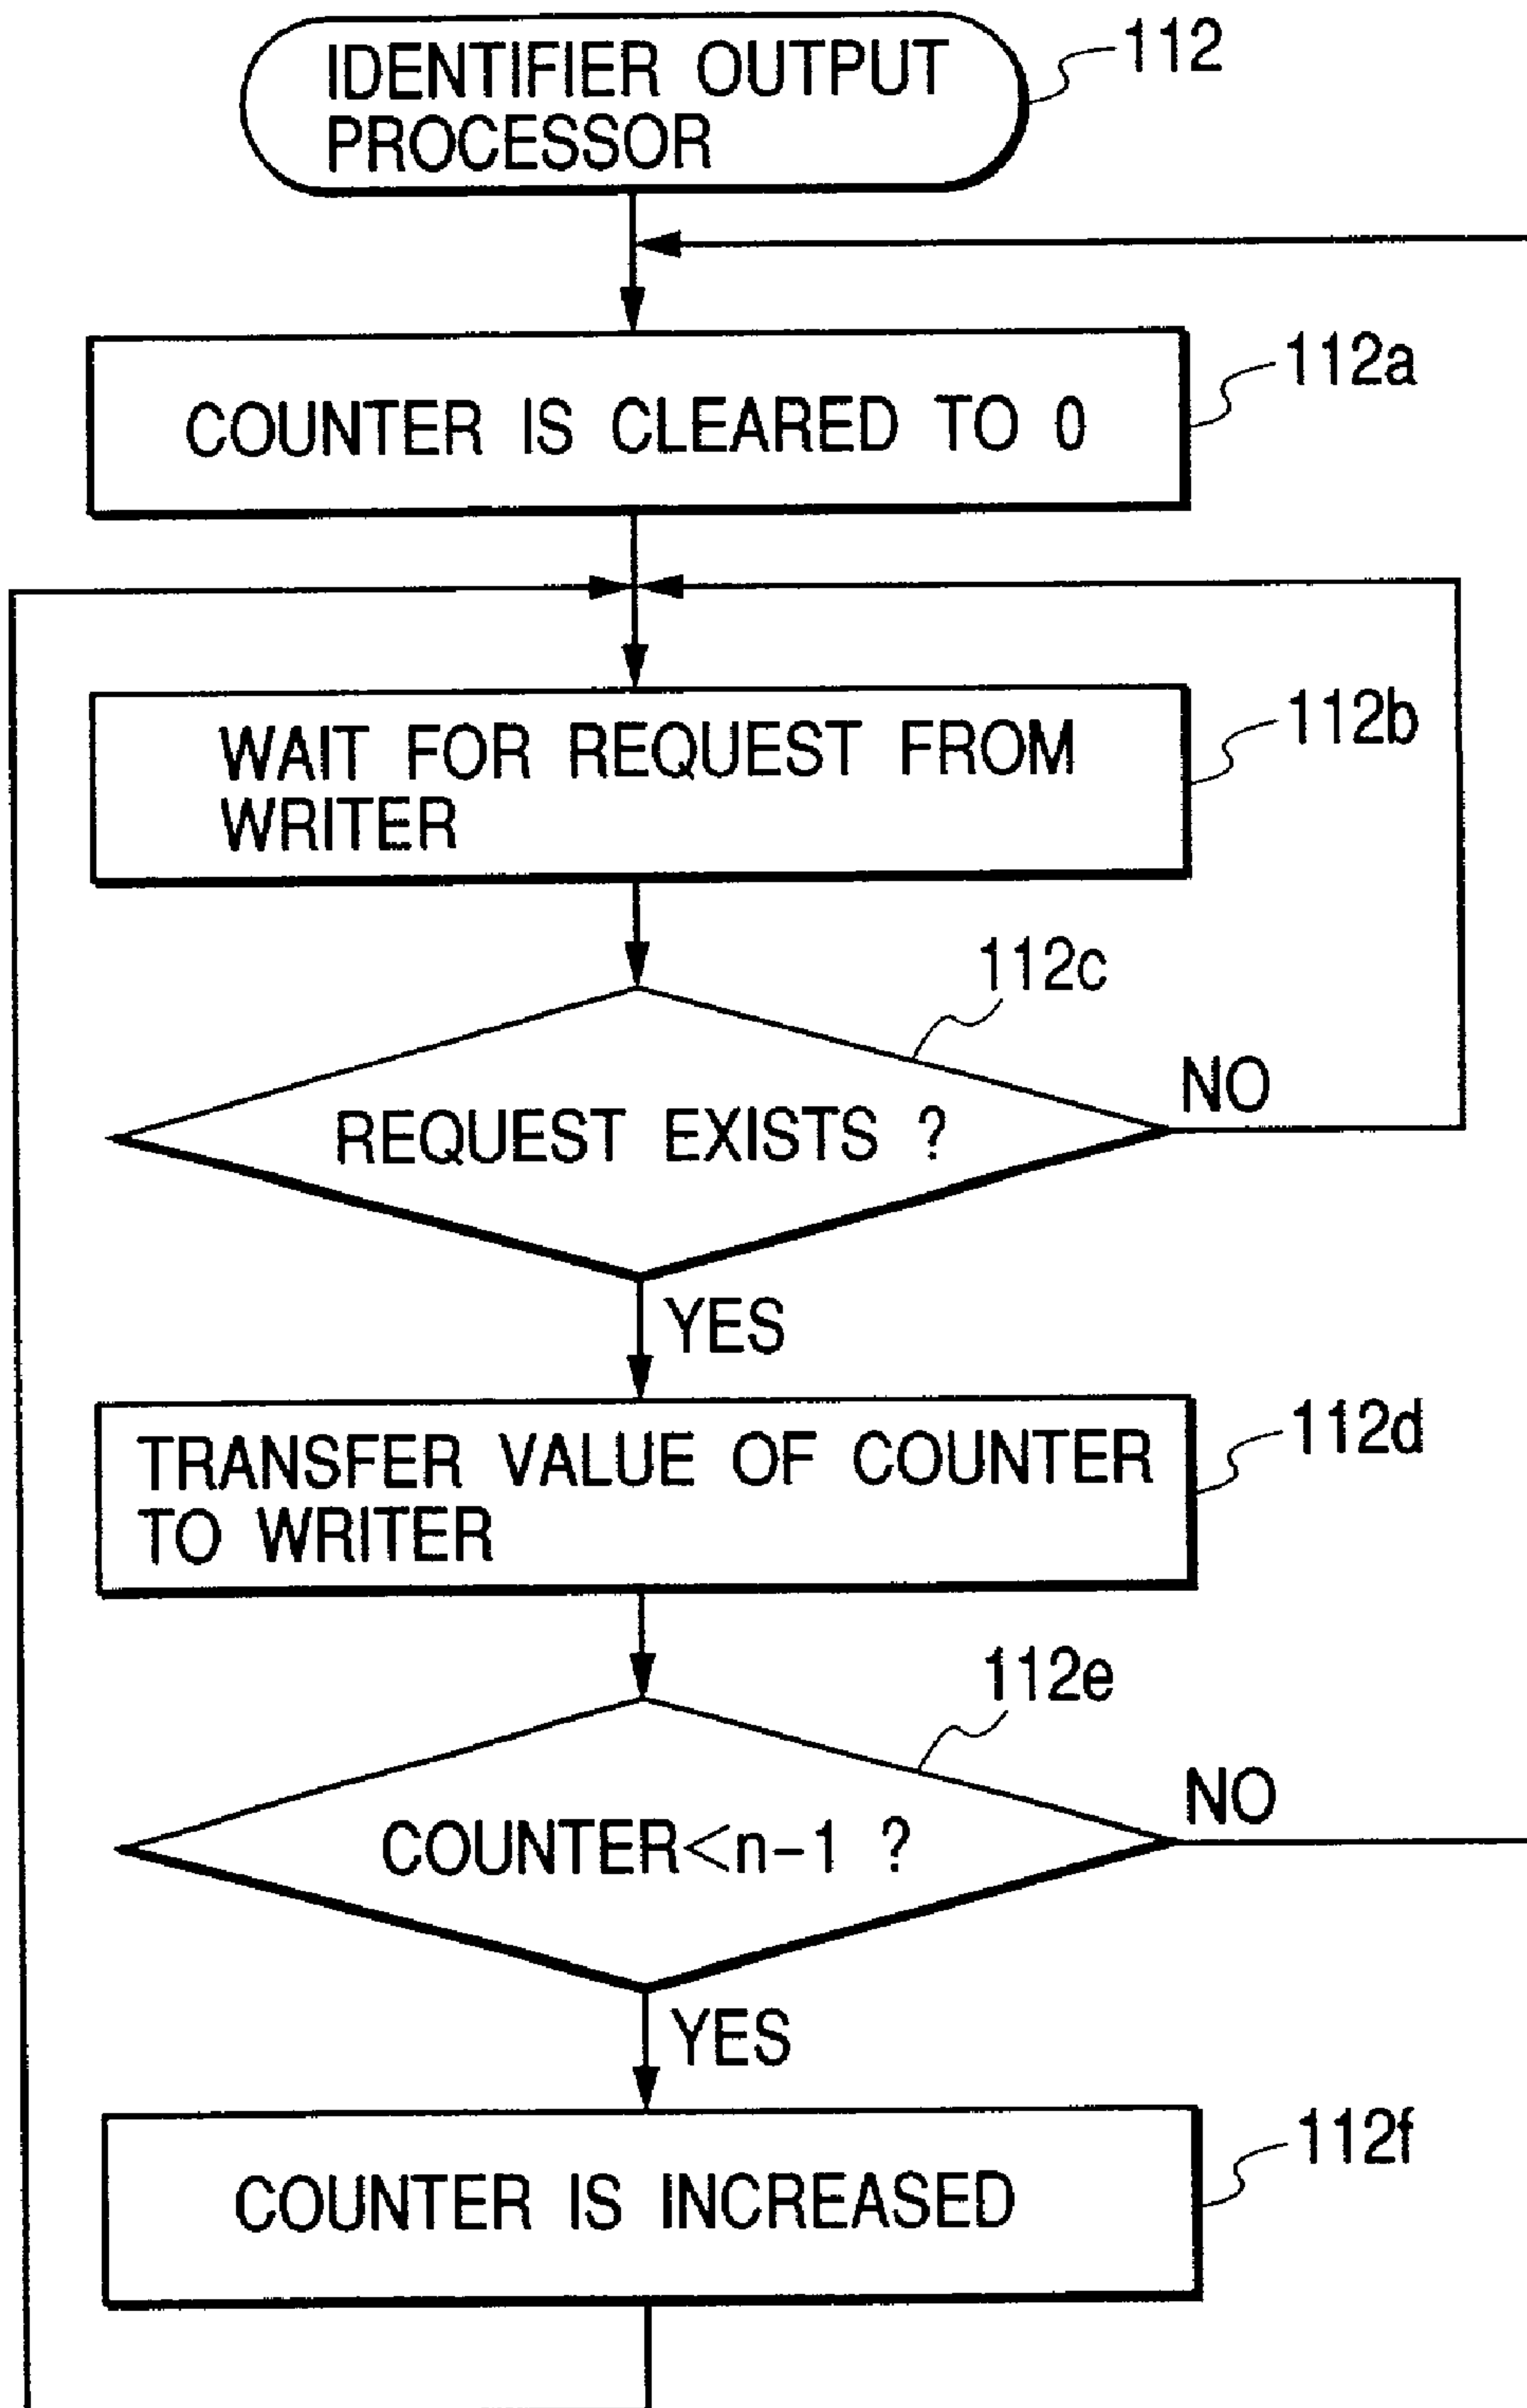 IDENTIFIER OUTPUT
PROCESSOR
112
COUNTER IS CLEARED TO 0
112a
WAIT FOR REQUEST FROM
WRITER
112b
112c
REQUEST EXISTS ?
NO
YES
TRANSFER VALUE OF COUNTER
TO WRITER
112d
112e
COUNTER<n-1 ?
NO
YES
COUNTER IS INCREASED
112f